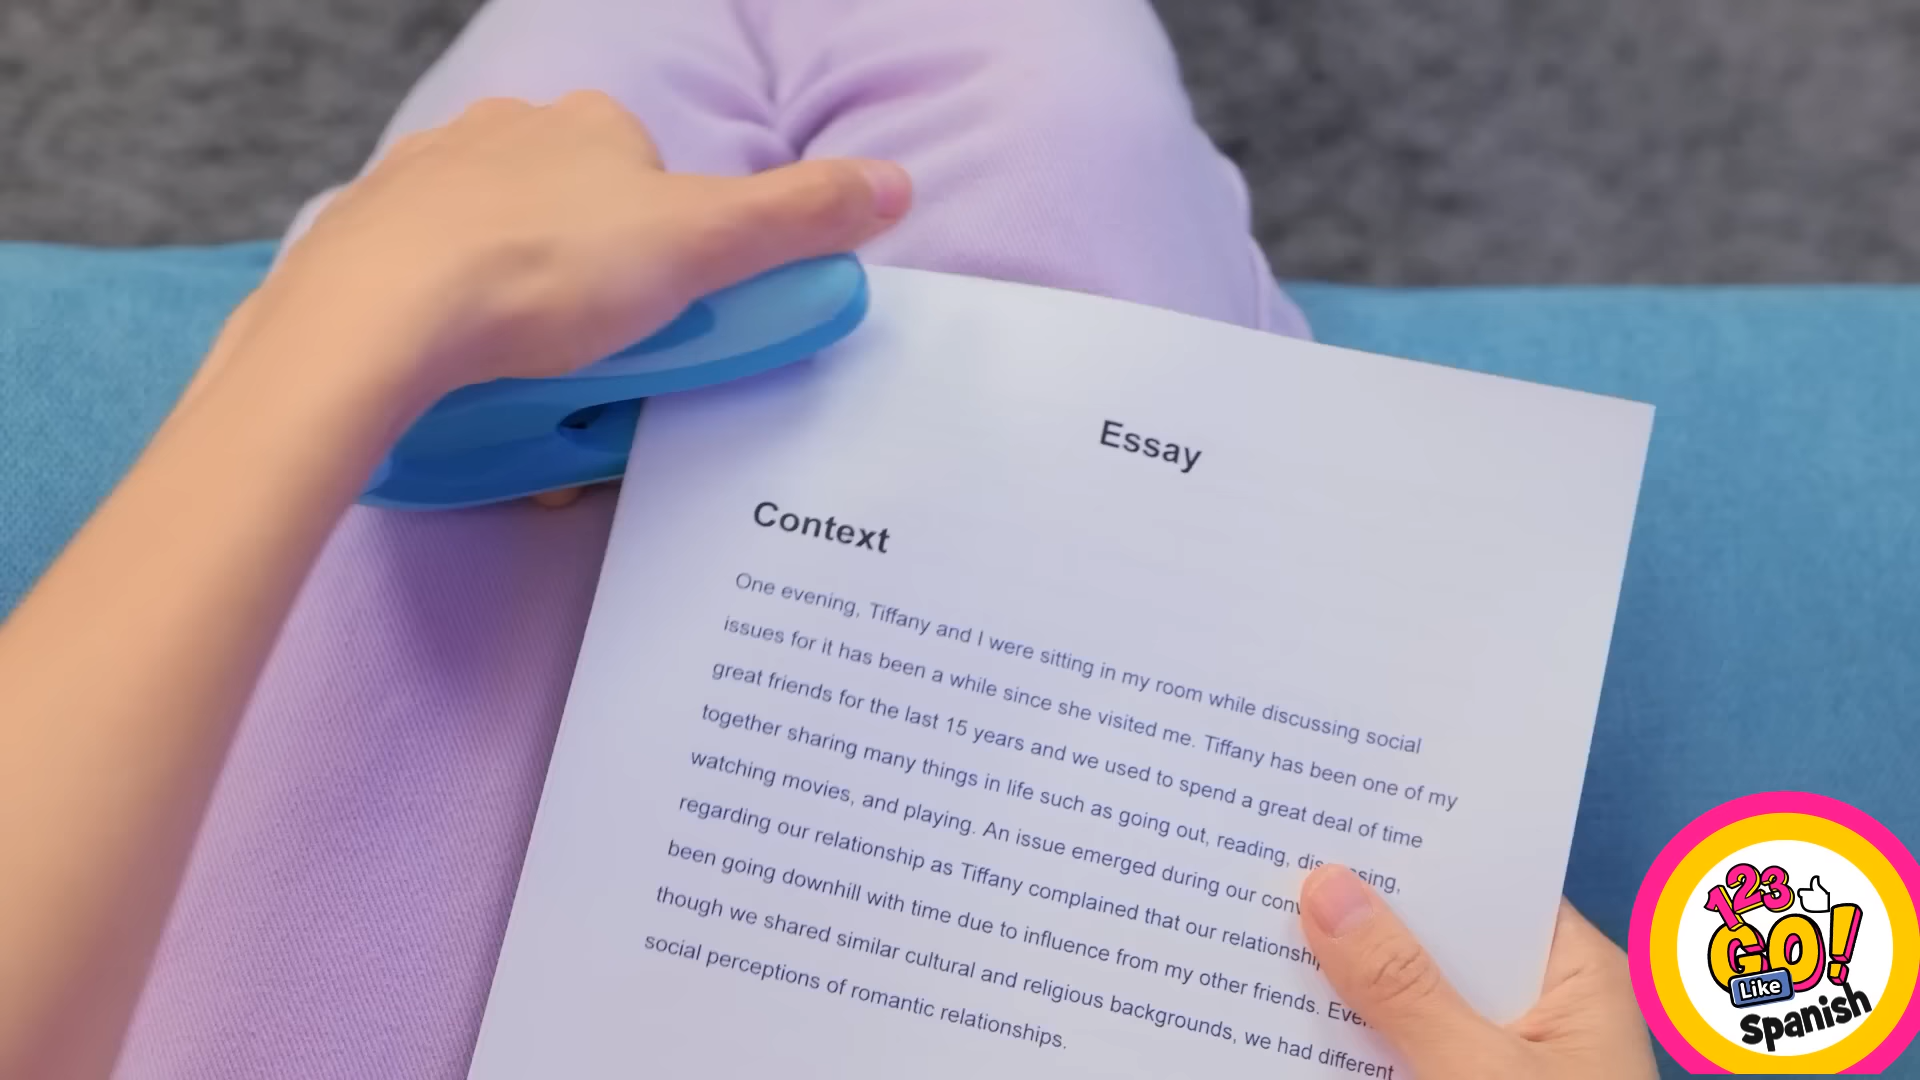 Essay
Context
One evening, Tiffany and I were sitting in my room while discussing social
issues for it has been a while since she visited me. Tiffany has been one of my
great friends for the last 15 years and we used to spend a great deal of time
together sharing many things in life such as going out, reading,
watching movies, and playing. An issue emerged during our
regarding our relationship as Tiffany complained that our
been going downhill with time due to influence from my other friends.
though we shared similar cultural and religious backgrounds, we had different
social perceptions of romantic relationships.
123
GO!
Like
Spanish